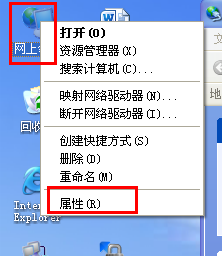 网上
打开(O)
资源管理器(X)
搜索计算机(C)...
映射网络驱动器(N)...
断开网络驱动器(I)...
创建快捷方式(S)
删除(D)
重命名(M)
属性(R)
回收
Inter
Explorer
文
地